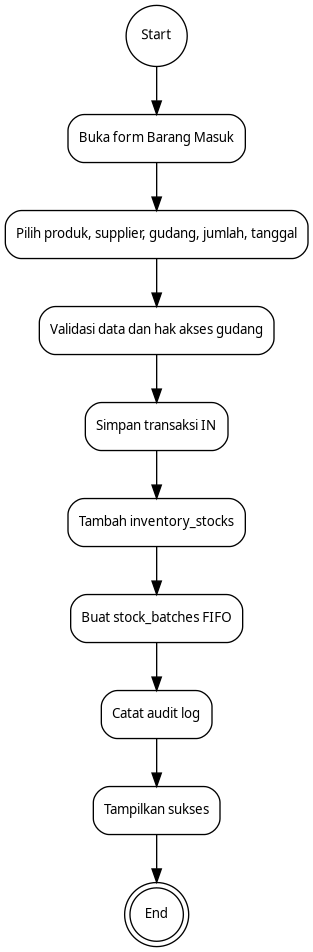 Start
Buka form Barang Masuk
Pilih produk, supplier, gudang, jumlah, tanggal
Validasi data dan hak akses gudang
Simpan transaksi IN
Tambah inventory_stocks
Buat stock_batches FIFO
Catat audit log
Tampilkan sukses
End